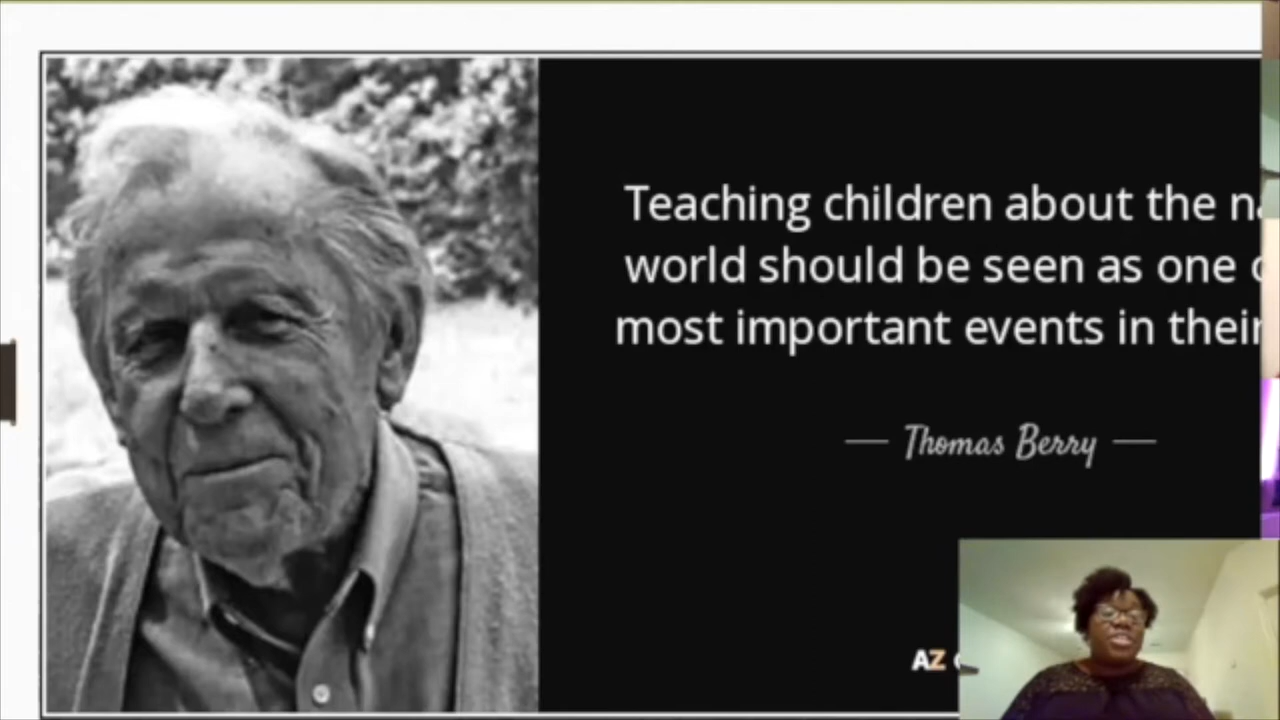 Teaching children about the
world should be seen as one
most important events in their
Thomas Berry
AZ